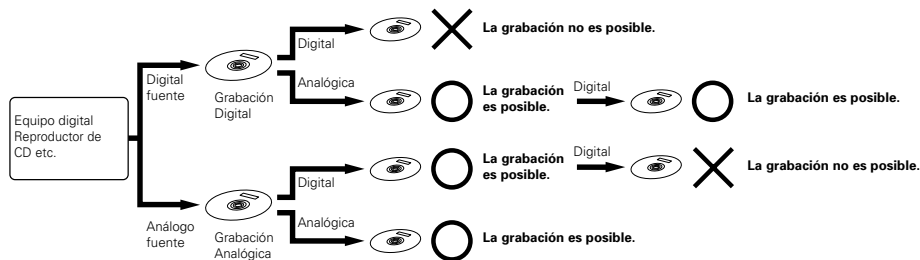 Equipo digital
Reproductor de
CD etc.
Digital
fuente
Grabación
Digital
Digital
La grabación no es posible.
Analógica
La grabación
es posible.
Digital
La grabación es posible.
Análogo
fuente
Grabación
Analógica
Digital
La grabación
es posible.
Digital
La grabación no es posible.
Analógica
La grabación es posible.